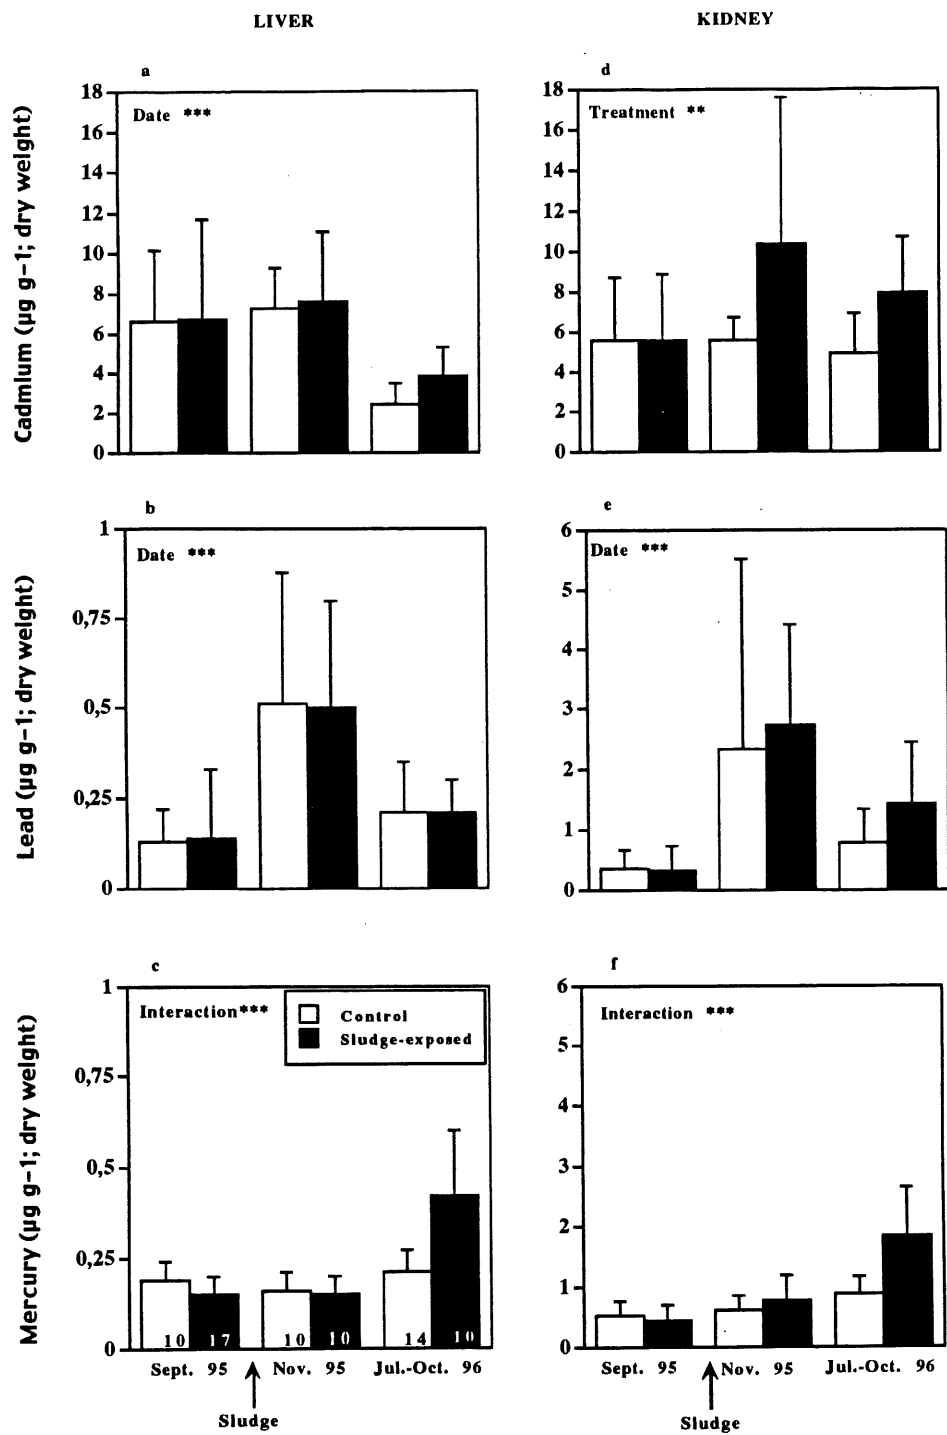 LIVER
KIDNEY
a
d
Cadmium (µg g-1; dry weight)
18
16
14
12
10
8
6
4
2
0
Date ***
18
16
14
12
10
8
6
4
2
0
Treatment **
b
e
Lead (µg g-1; dry weight)
1
0,75
0,5
0,25
0
Date ***
6
5
4
3
2
1
0
Date ***
c
f
Mercury (µg g-1; dry weight)
1
0,75
0,5
0,25
0
Interaction***
Control
Sludge-exposed
10 17 10 10 14 10
6
5
4
3
2
1
0
Interaction ***
Sept. 95 Nov. 95 Jul.-Oct. 96
Sludge
Sept. 95 Nov. 95 Jul.-Oct. 96
Sludge